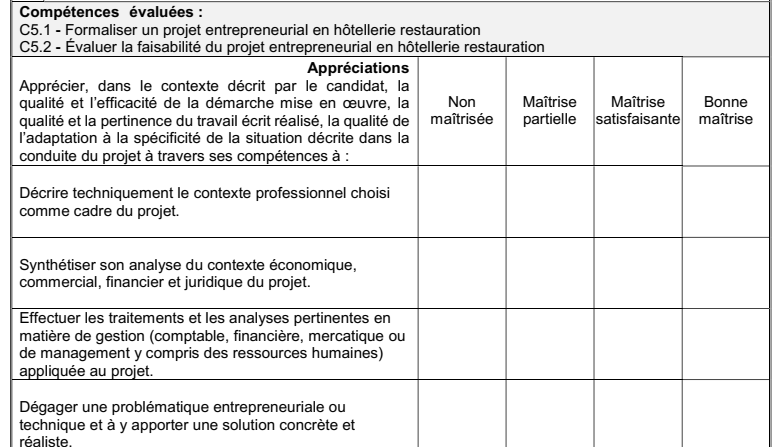 Compétences évaluées :
C5.1 - Formaliser un projet entrepreneurial en hôtellerie restauration
C5.2 - Évaluer la faisabilité du projet entrepreneurial en hôtellerie restauration
Appréciations
Apprécier, dans le contexte décrit par le candidat, la
qualité et l'efficacité de la démarche mise en œuvre, la
qualité et la pertinence du travail écrit réalisé, la qualité de
l'adaptation à la spécificité de la situation décrite dans la
conduite du projet à travers ses compétences à :
Non
maîtrisée
Maîtrise
partielle
Maîtrise
satisfaisante
Bonne
maîtrise
Décrire techniquement le contexte professionnel choisi
comme cadre du projet.
Synthétiser son analyse du contexte économique,
commercial, financier et juridique du projet.
Effectuer les traitements et les analyses pertinentes en
matière de gestion (comptable, financière, mercatique ou
de management y compris des ressources humaines)
appliquée au projet.
Dégager une problématique entrepreneuriale ou
technique et à y apporter une solution concrète et
réaliste.